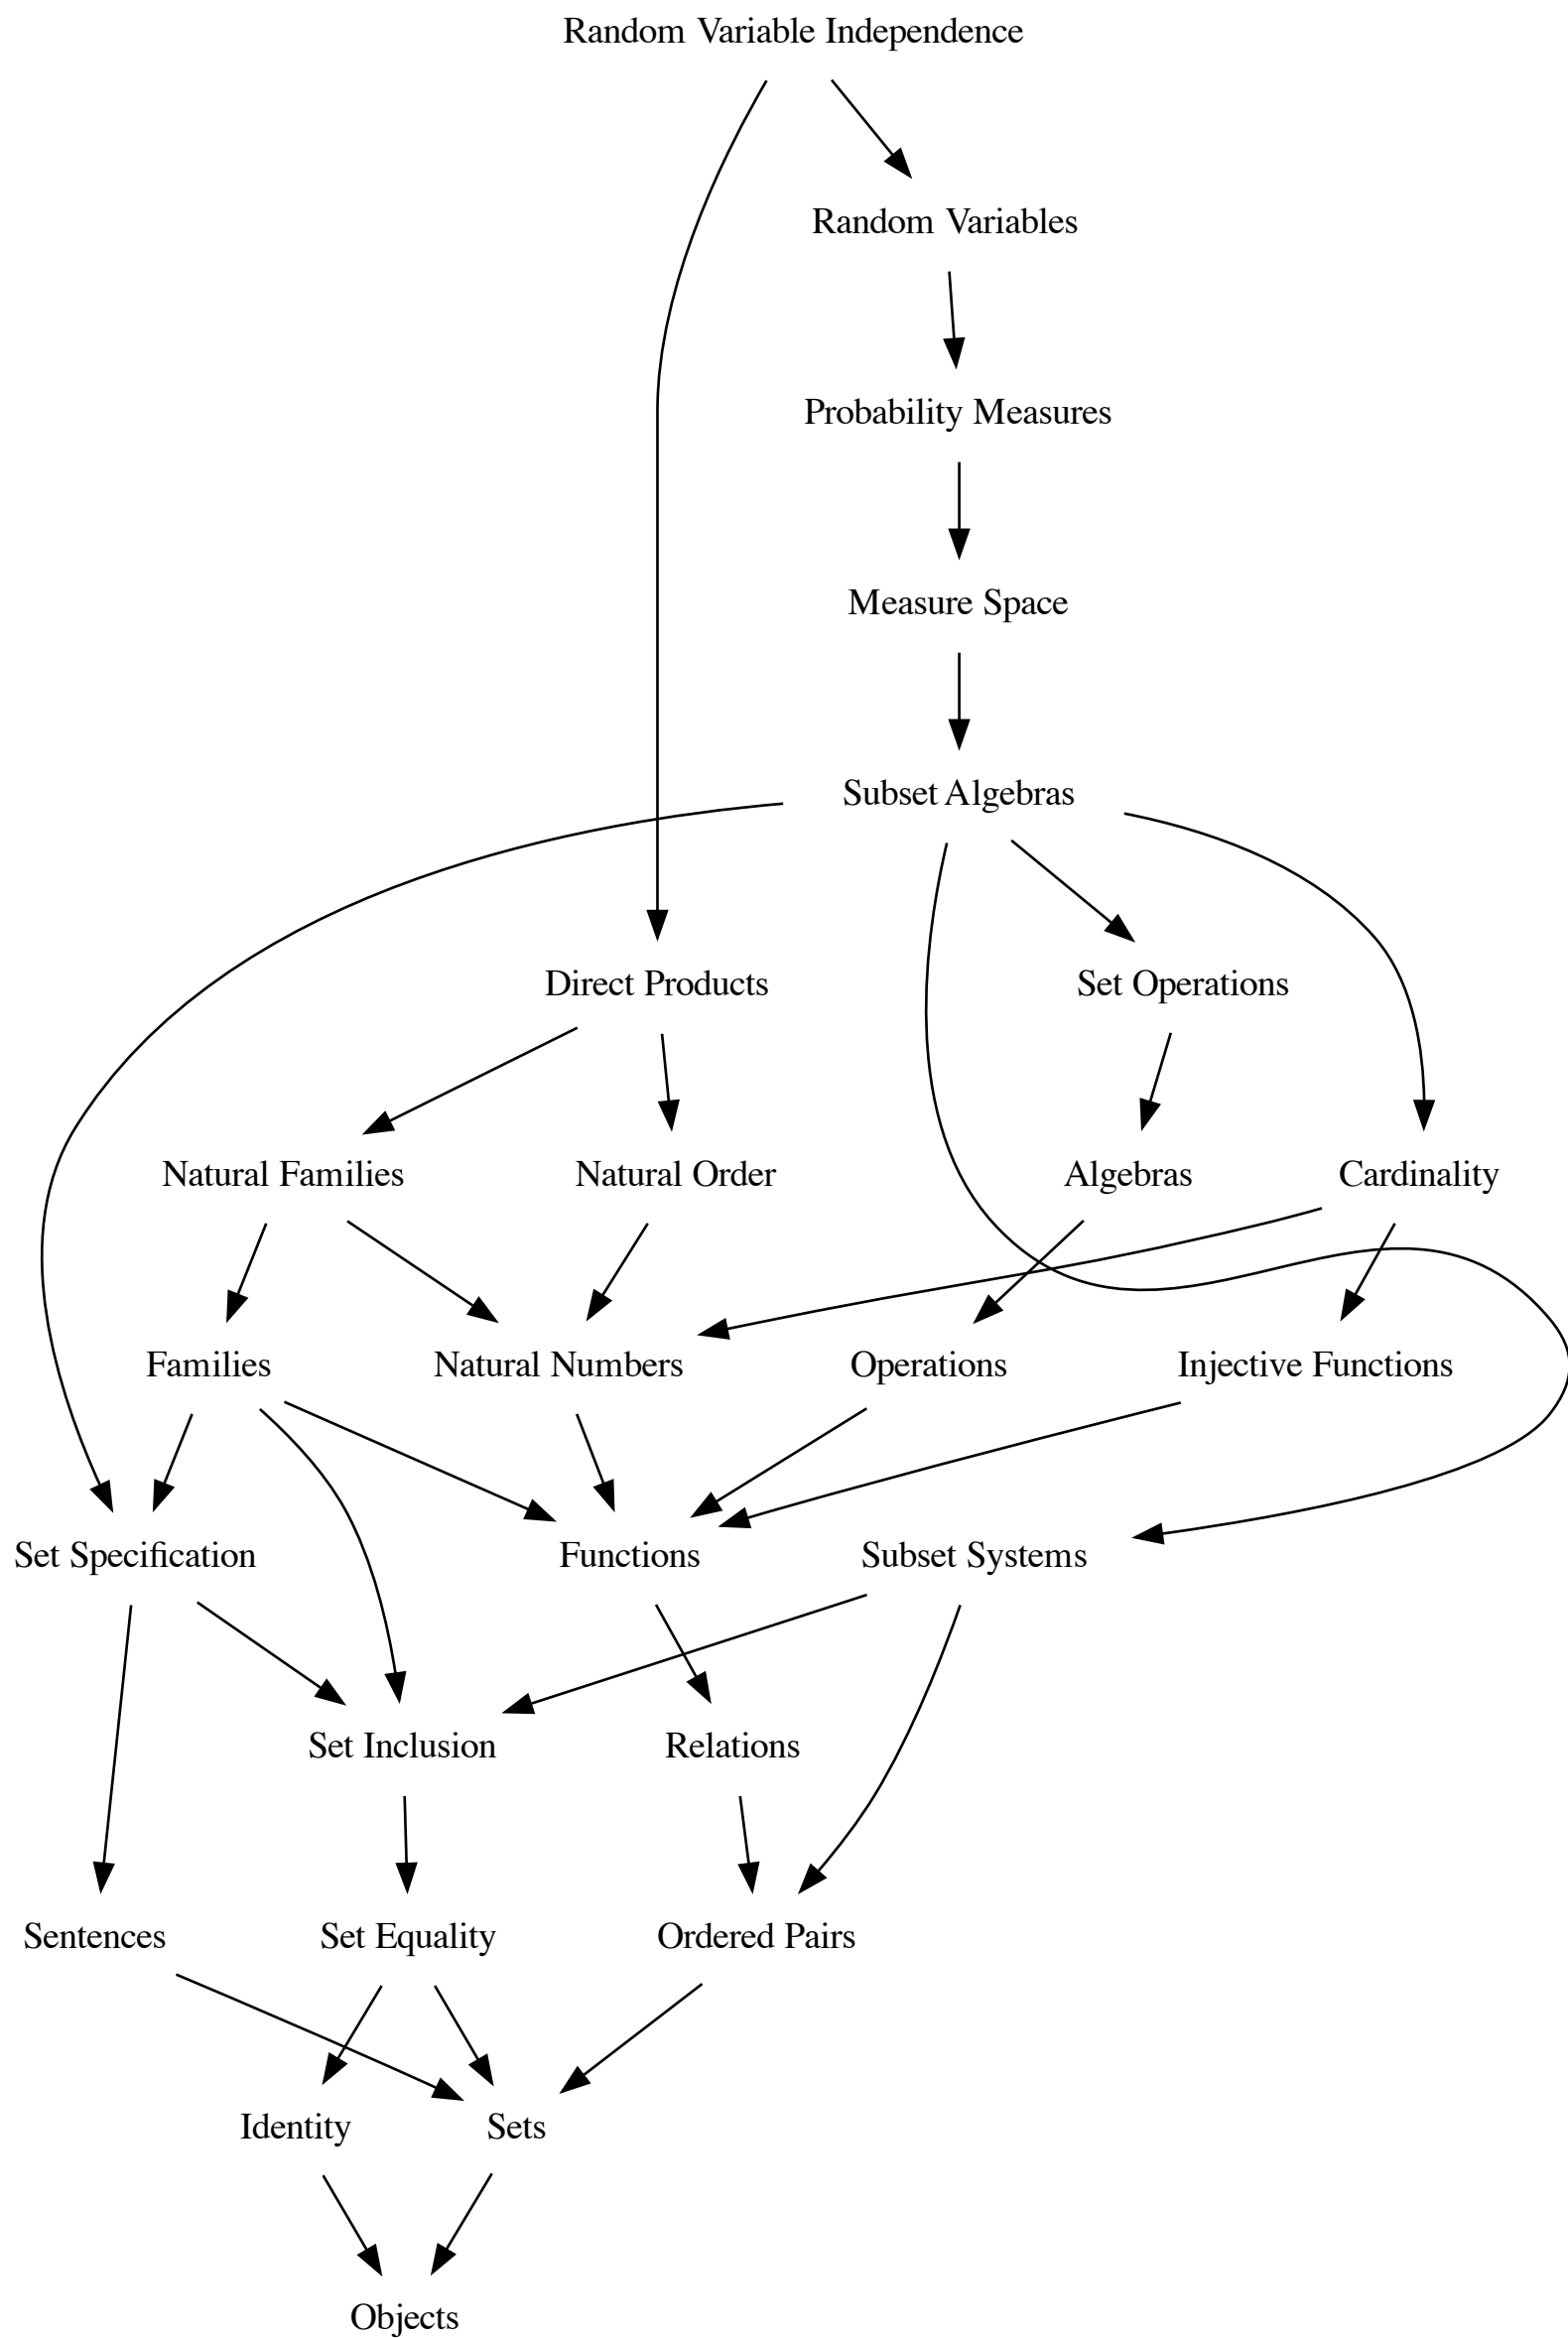 Random Variable Independence
Random Variables
Probability Measures
Measure Space
Subset Algebras
Direct Products
Set Operations
Natural Families
Natural Order
Algebras
Cardinality
Families
Natural Numbers
Operations
Injective Functions
Set Specification
Functions
Subset Systems
Set Inclusion
Relations
Sentences
Set Equality
Ordered Pairs
Identity
Sets
Objects